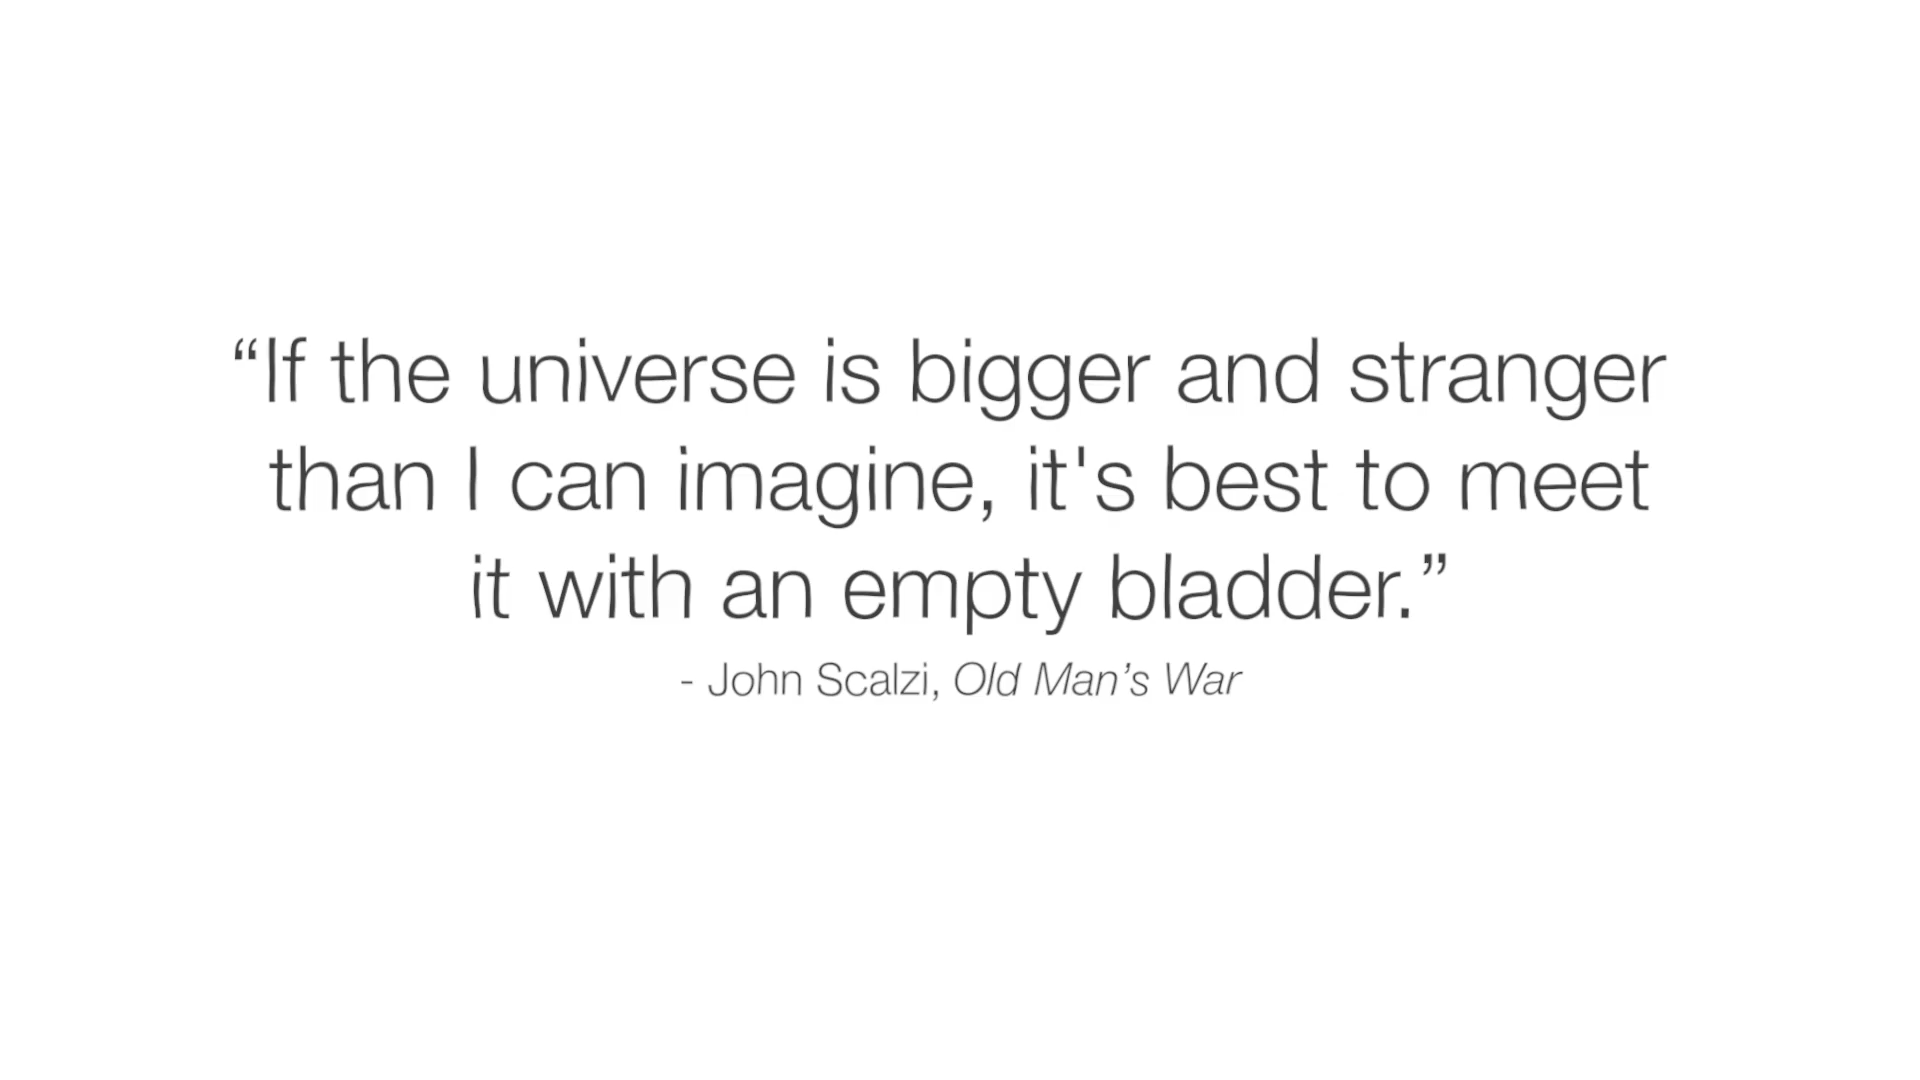 “If the universe is bigger and stranger
than I can imagine, it's best to meet
it with an empty bladder.”
- John Scalzi, Old Man’s War